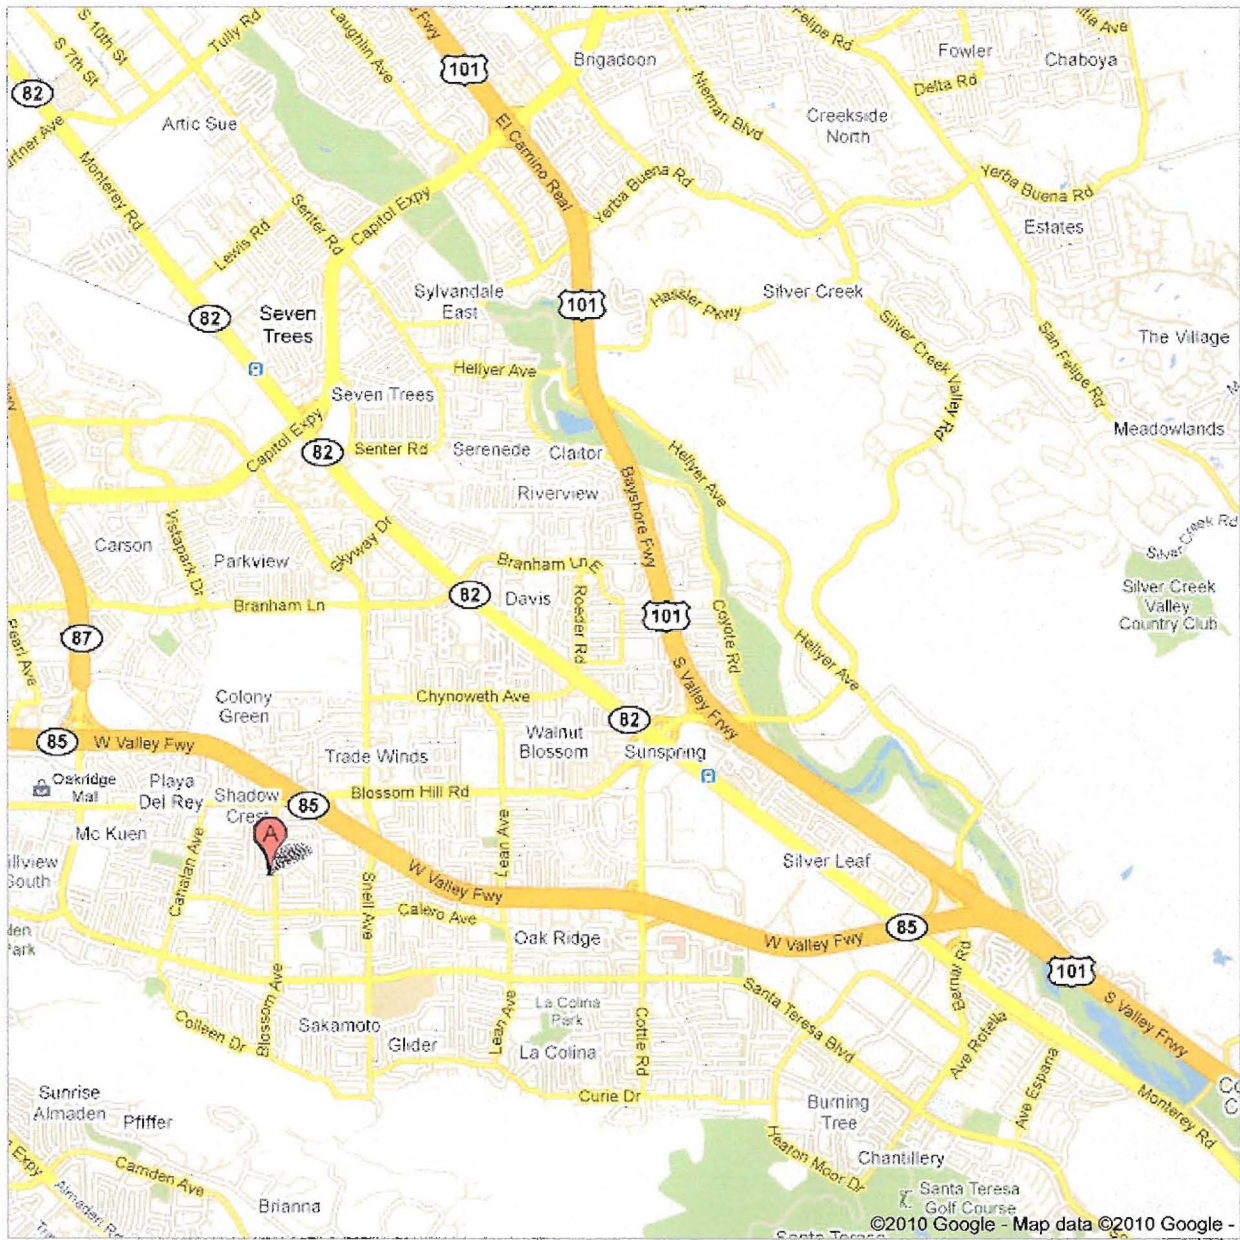 S 10th St
S 7th St
Tully Rd
Laughlin Ave
Fwy
101
Brigadoon
Felipe Rd
Fowler
Chaboya
Delta Rd
82
Artic Sue
Nieman Blvd
Creekside
North
El Camino Real
Monterey Rd
Yerba Buena Rd
Yerba Buena Rd
Lewis Rd
Senter Rd
Capitol Expy
Estates
Sylvandale
East
101
Hassler Pkwy
Silver Creek
82
Seven
Trees
The Village
Silver Creek Valley Rd
San Felipe Rd
Hellyer Ave
Seven Trees
Meadowlands
Capitol Expy
82
Senter Rd
Serenede
Claitor
Hellyer Ave
Riverview
Bayshore Fwy
Silver Creek Rd
Carson
Vistapark Dr
Parkview
Skyway Dr
Branham Ln E
Silver Creek
Valley
Country Club
Branham Ln
82
Davis
Roeder Rd
101
Coyote Rd
87
Pearl Ave
Hellyer Ave
Colony
Green
Chynoweth Ave
S Valley Frwy
82
85
W Valley Fwy
Walnut
Blossom
Sunspring
Trade Winds
Oakridge
Mall
Playa
Del Rey
Shadow
Crest
85
Blossom Hill Rd
Mc Kuen
A
Lean Ave
Silver Leaf
Cahalan Ave
Snell Ave
W Valley Fwy
Calero Ave
85
Oak Ridge
W Valley Fwy
Bernal Rd
101
Santa Teresa Blvd
S Valley Frwy
La Colina
Park
Colleen Dr
Blossom Ave
Sakamoto
Glider
Lean Ave
La Colina
Cottle Rd
Ave Rotella
Ave Espana
Curie Dr
Sunrise
Almaden
Pfiffer
Burning
Tree
Monterey Rd
Heaton Moor Dr
Chantillery
Camden Ave
Almaden Rd
Brianna
Santa Teresa
Golf Course
©2010 Google - Map data ©2010 Google -
Santa Teresa